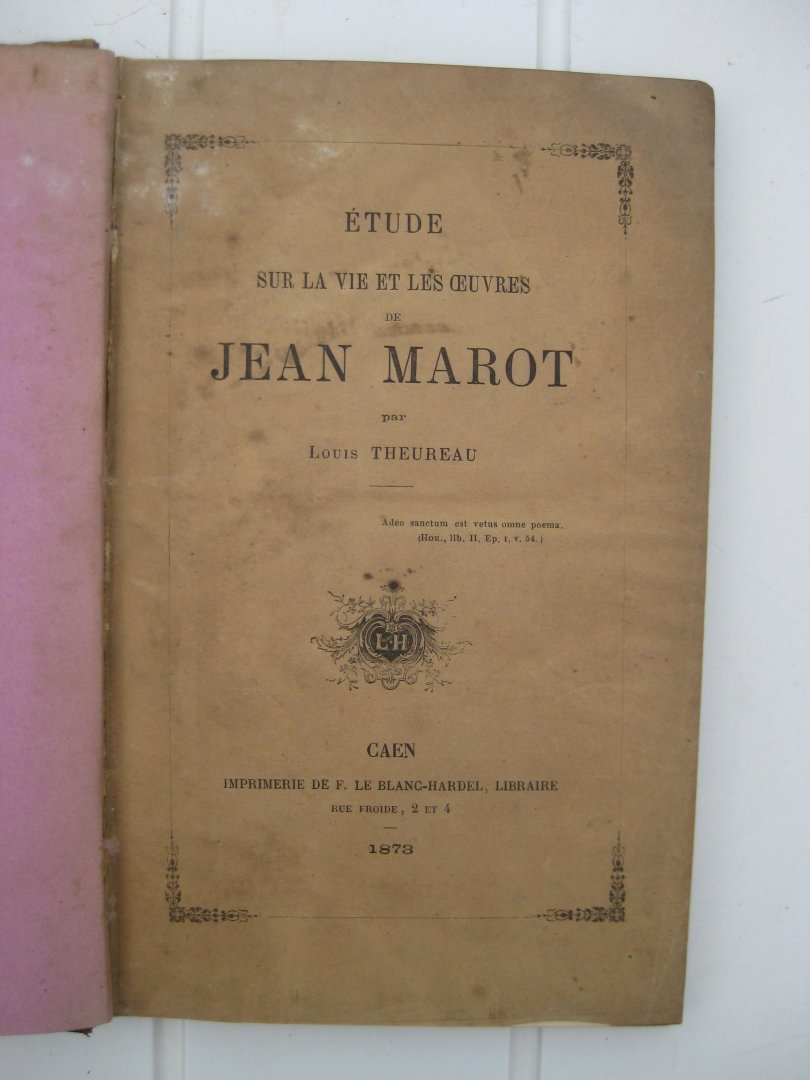 ÉTUDE
SUR LA VIE ET LES ŒUVRES
DE
JEAN MAROT
par
LOUIS THEUREAU
Adeo sanctum est vetus omne poema.
(HOR., lib. II, Ep. I, v. 54.)
L·H
CAEN
IMPRIMERIE DE F. LE BLANC-HARDEL, LIBRAIRE
RUE FROIDE, 2 ET 4
1873